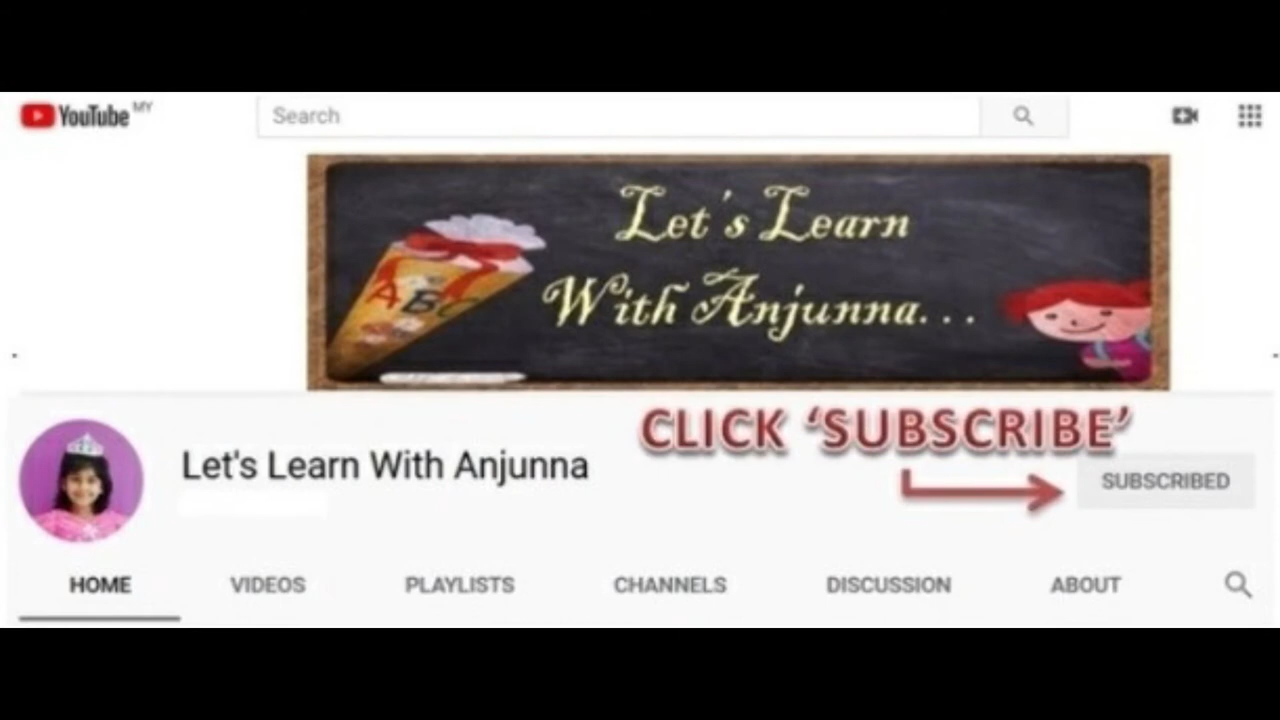 YouTube MY
Search
Let's Learn
With Anjunna...
ABC
CLICK ‘SUBSCRIBE’
Let's Learn With Anjunna
SUBSCRIBED
HOME VIDEOS PLAYLISTS CHANNELS DISCUSSION ABOUT